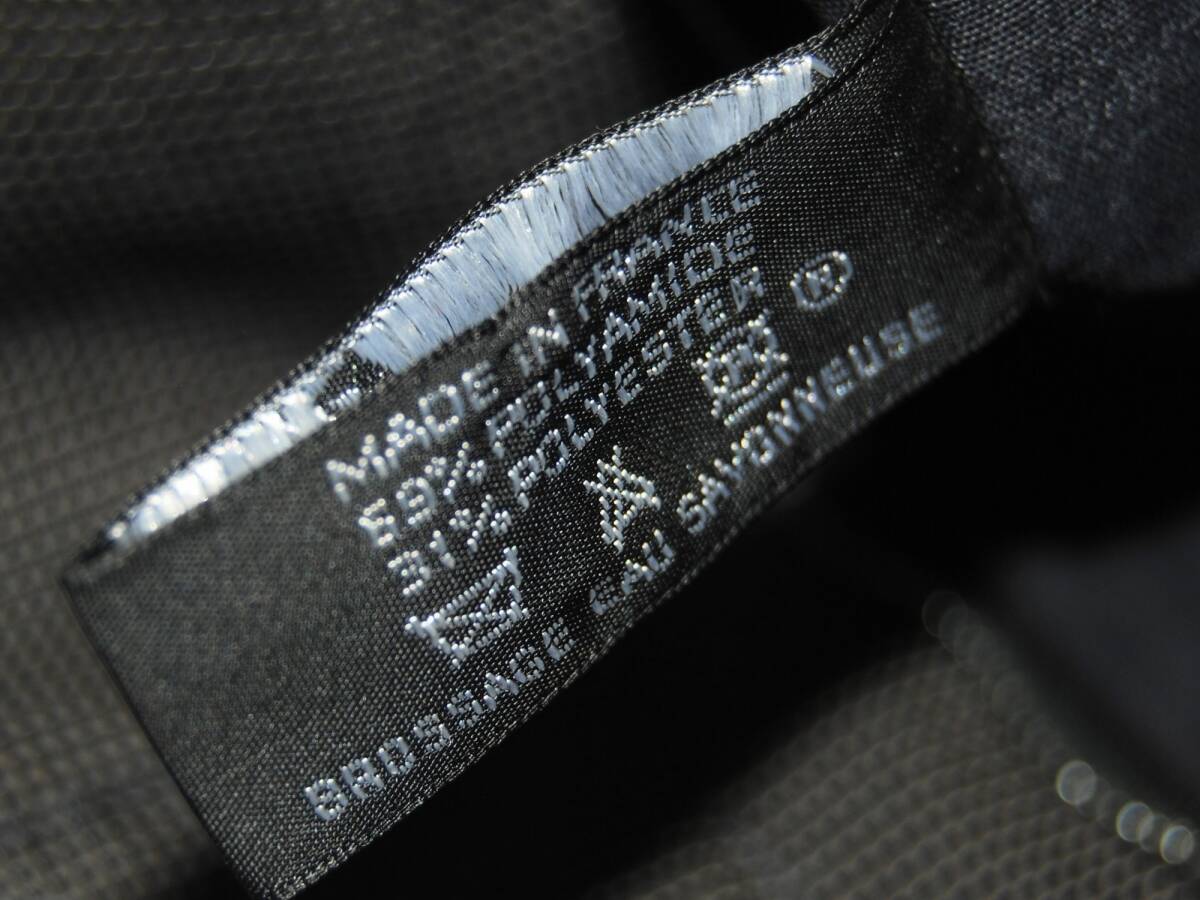 MADE IN FRANCE
69% POLYAMIDE
31% POLYESTER
BROSSAGE EAU SAVONNEUSE